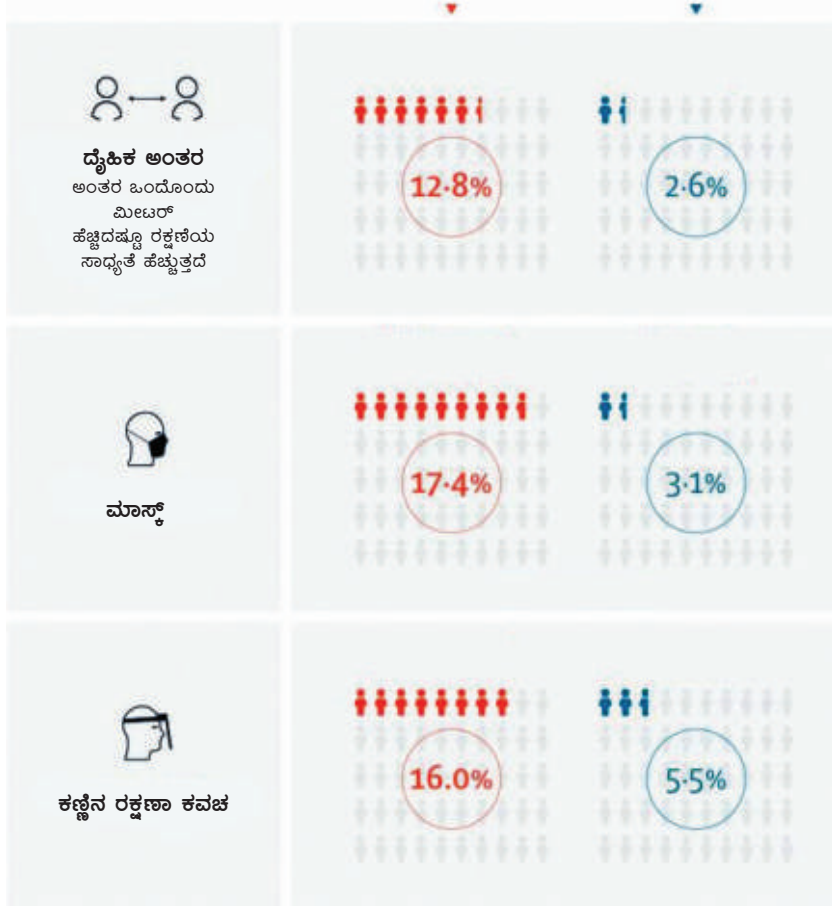 ದೈಹಿಕ ಅಂತರ
ಅಂತರ ಒಂದೊಂದು
ಮೀಟರ್
ಹೆಚ್ಚಿದಷ್ಟೂ ರಕ್ಷಣೆಯ
ಸಾಧ್ಯತೆ ಹೆಚ್ಚುತ್ತದೆ
12·8%
2·6%
ಮಾಸ್ಕ್
17·4%
3·1%
ಕಣ್ಣಿನ ರಕ್ಷಣಾ ಕವಚ
16.0%
5·5%